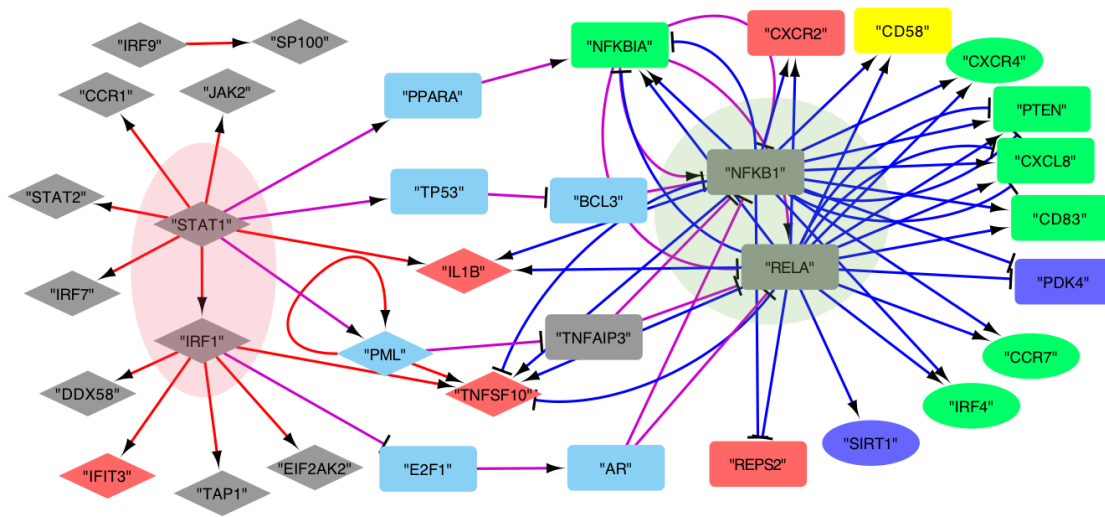 "IRF9"
"SP100"
"NFKBIA"
"CXCR2"
"CD58"
"CXCR4"
"CCR1"
"JAK2"
"PPARA"
"PTEN"
"CXCL8"
"NFKB1"
"STAT2"
"TP53"
"BCL3"
"STAT1"
"CD83"
"IL1B"
"RELA"
"PDK4"
"IRF7"
"IRF1"
"PML"
"TNFAIP3"
"CCR7"
"DDX58"
"TNFSF10"
"IRF4"
"SIRT1"
"IFIT3"
"EIF2AK2"
"E2F1"
"AR"
"REPS2"
"TAP1"